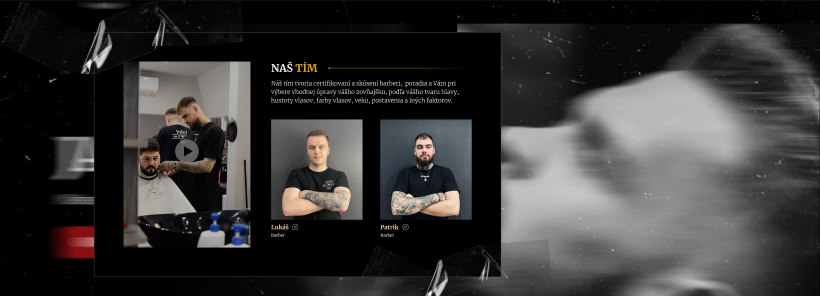 NAŠ TÍM
Náš tím tvoria certifikovaní a skúsení barberi, poradia a Vám pri
výbere vhodnej úpravy vášho zovňajšku, podľa vášho tvaru hlavy,
hustoty vlasov, farby vlasov, veku, postavenia a iných faktorov.
Lukáš
Barber
Patrik
Barber